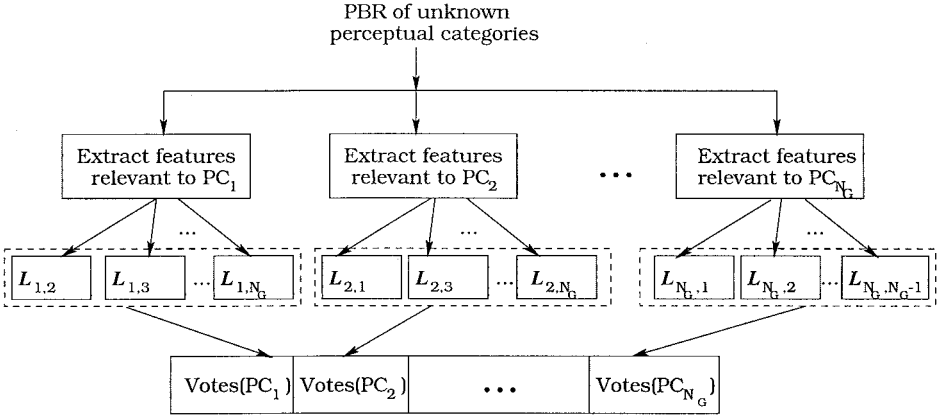 PBR of unknown
perceptual categories
Extract features
relevant to PC1
Extract features
relevant to PC2
...
Extract features
relevant to PCNG
...
...
...
L1,2
L1,3
...
L1,NG
L2,1
L2,3
...
L2,NG
LNG,1
LNG,2
...
LNG,NG-1
Votes(PC1)
Votes(PC2)
...
Votes(PCNG)